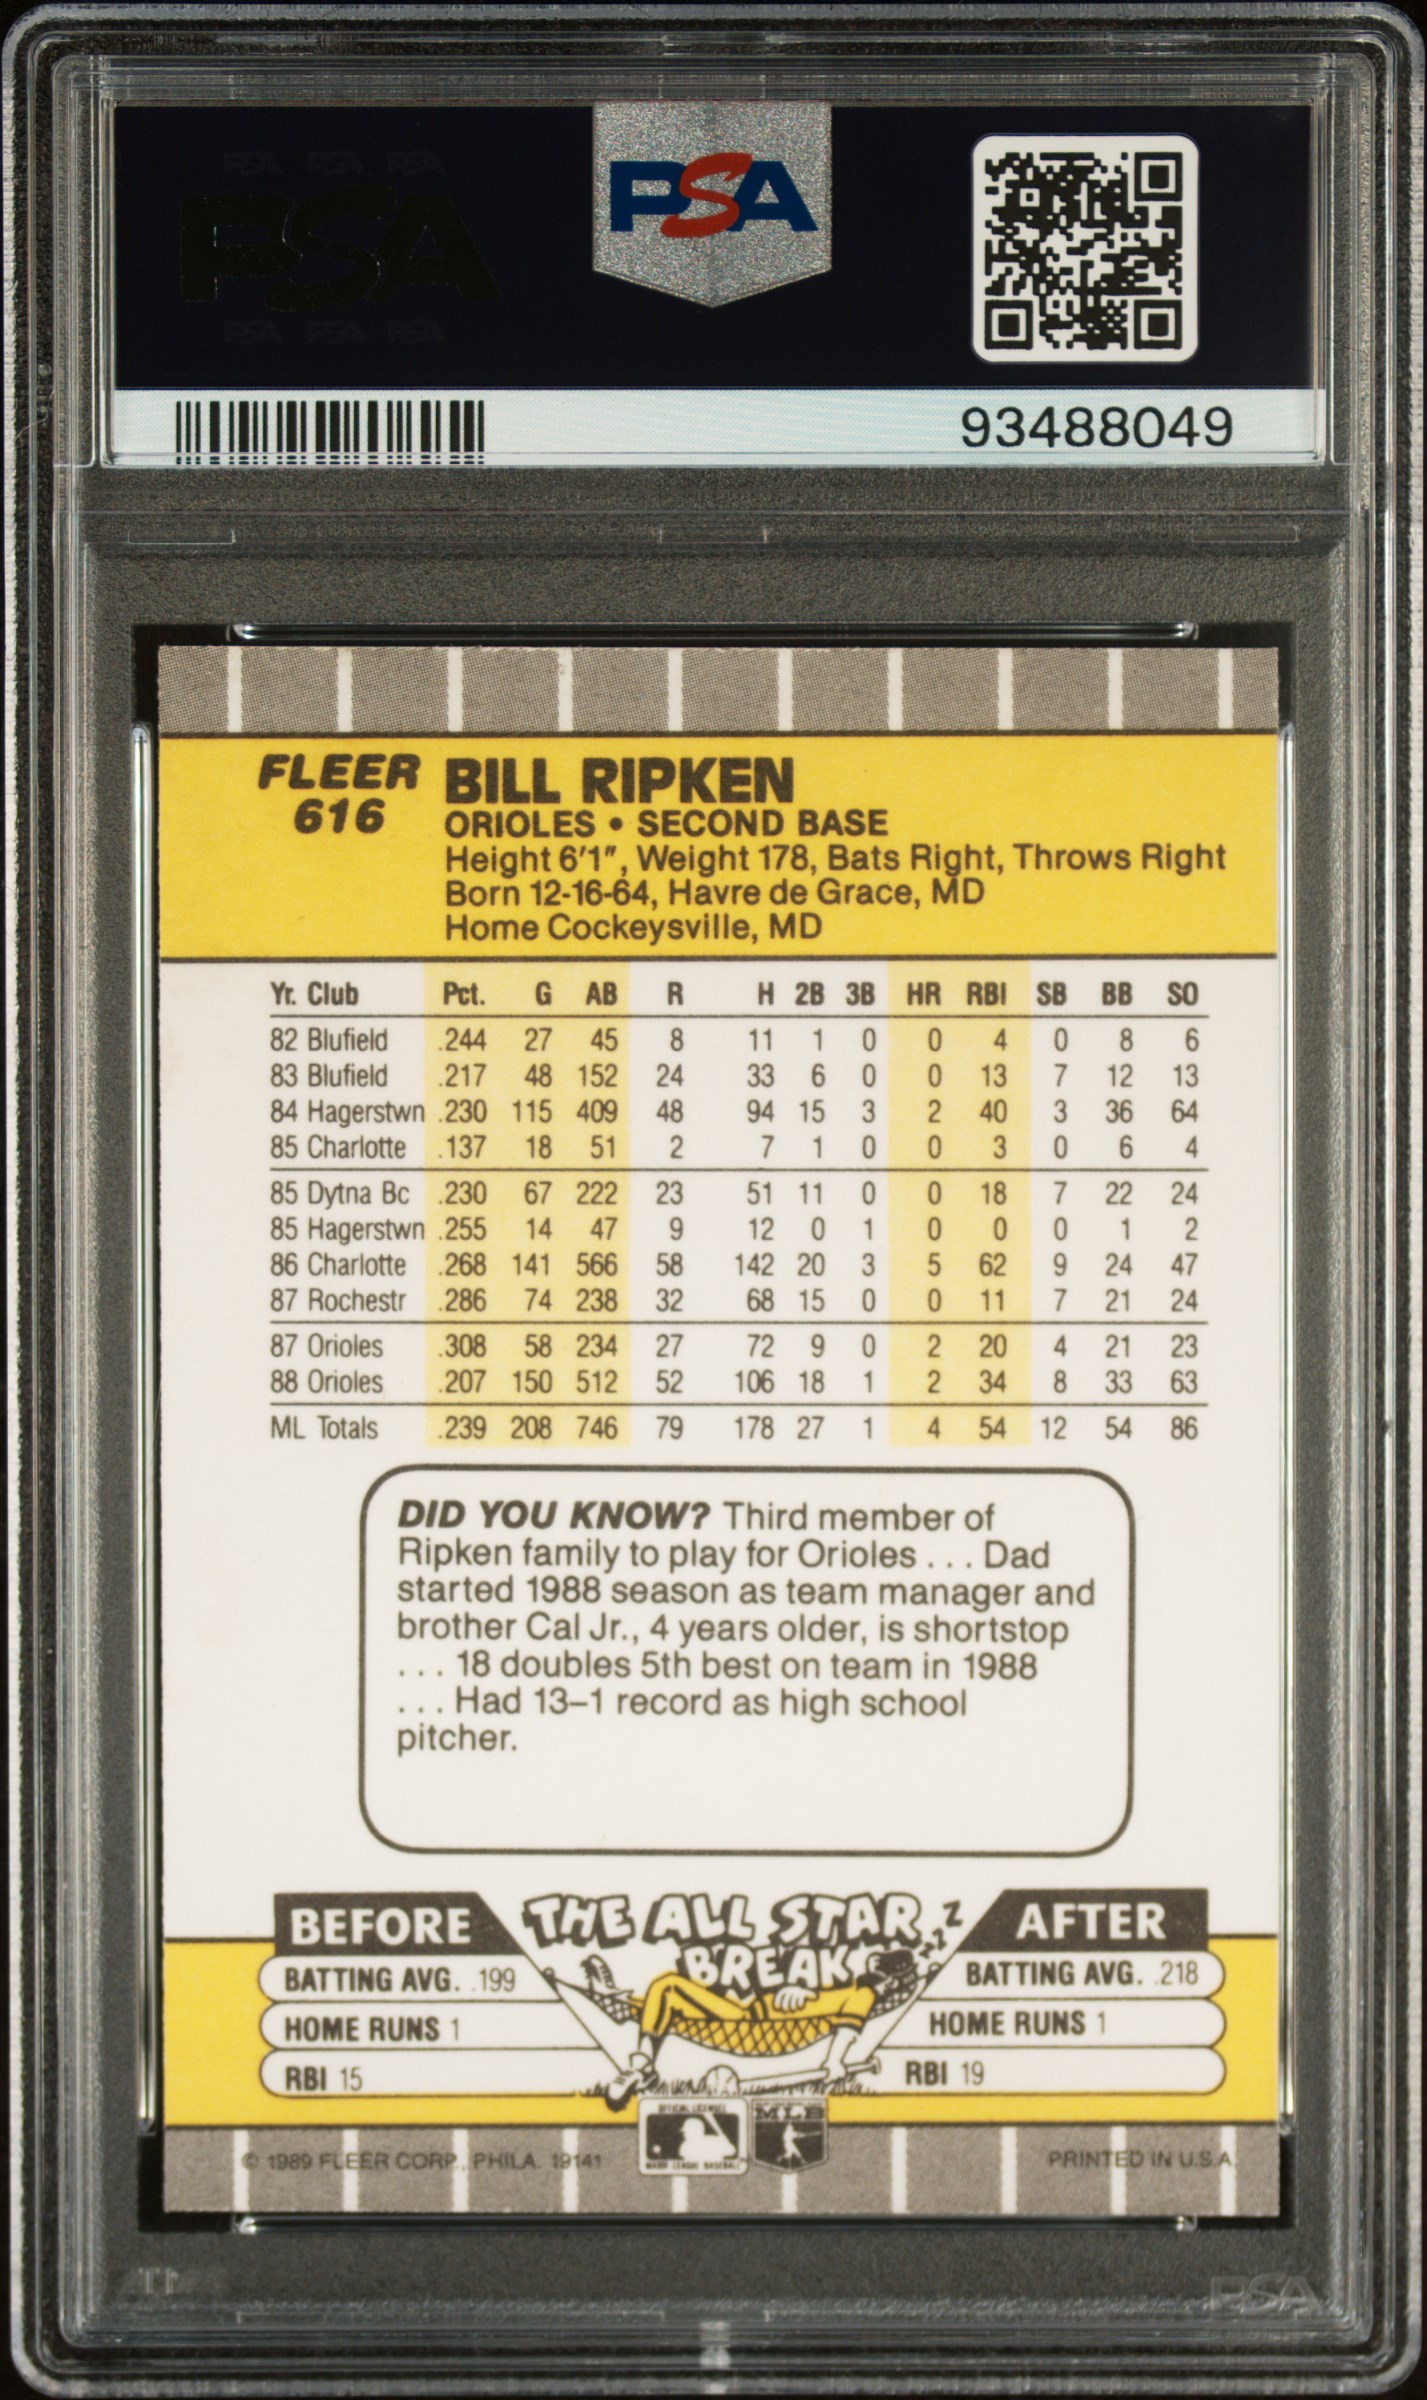 PSA PSA PSA
PSA
PSA PSA PSA
PSA
93488049
FLEER
616
BILL RIPKEN
ORIOLES • SECOND BASE
Height 6'1", Weight 178, Bats Right, Throws Right
Born 12-16-64, Havre de Grace, MD
Home Cockeysville, MD
Yr. Club Pct. G AB R H 2B 3B HR RBI SB BB SO
82 Blufield .244 27 45 8 11 1 0 0 4 0 8 6
83 Blufield .217 48 152 24 33 6 0 0 13 7 12 13
84 Hagerstwn .230 115 409 48 94 15 3 2 40 3 36 64
85 Charlotte .137 18 51 2 7 1 0 0 3 0 6 4
85 Dytna Bc .230 67 222 23 51 11 0 0 18 7 22 24
85 Hagerstwn .255 14 47 9 12 0 1 0 0 0 1 2
86 Charlotte .268 141 566 58 142 20 3 5 62 9 24 47
87 Rochestr .286 74 238 32 68 15 0 0 11 7 21 24
87 Orioles .308 58 234 27 72 9 0 2 20 4 21 23
88 Orioles .207 150 512 52 106 18 1 2 34 8 33 63
ML Totals .239 208 746 79 178 27 1 4 54 12 54 86
DID YOU KNOW? Third member of
Ripken family to play for Orioles . . . Dad
started 1988 season as team manager and
brother Cal Jr., 4 years older, is shortstop
. . . 18 doubles 5th best on team in 1988
. . . Had 13–1 record as high school
pitcher.
BEFORE
BATTING AVG. .199
HOME RUNS 1
RBI 15
THE ALL STAR
BREAK
Z Z Z
AFTER
BATTING AVG. .218
HOME RUNS 1
RBI 19
OFFICIAL LICENSEE
MAJOR LEAGUE BASEBALL
MLB
© 1989 FLEER CORP., PHILA. 19141
PRINTED IN U.S.A.
PSA